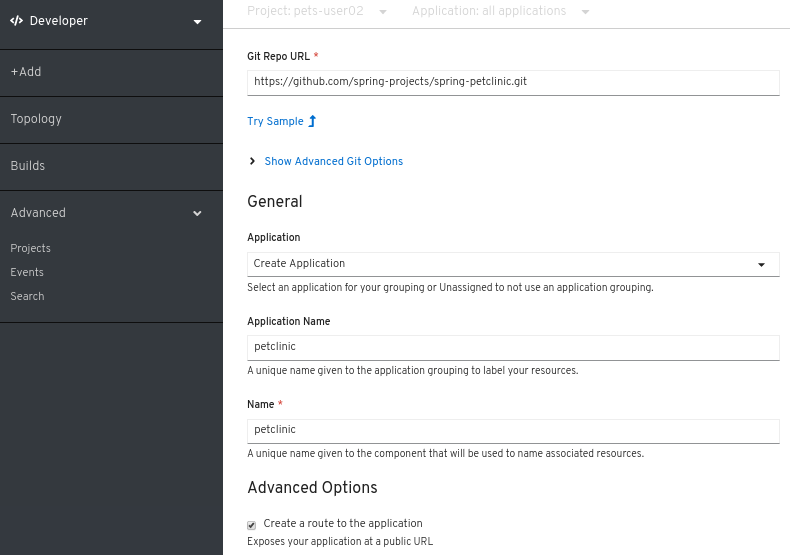 Developer
+Add
Topology
Builds
Advanced
Projects
Events
Search
Project: pets-user02
Application: all applications
Git Repo URL *
https://github.com/spring-projects/spring-petclinic.git
Try Sample
Show Advanced Git Options
General
Application
Create Application
Select an application for your grouping or Unassigned to not use an application grouping.
Application Name
petclinic
A unique name given to the application grouping to label your resources.
Name *
petclinic
A unique name given to the component that will be used to name associated resources.
Advanced Options
Create a route to the application
Exposes your application at a public URL